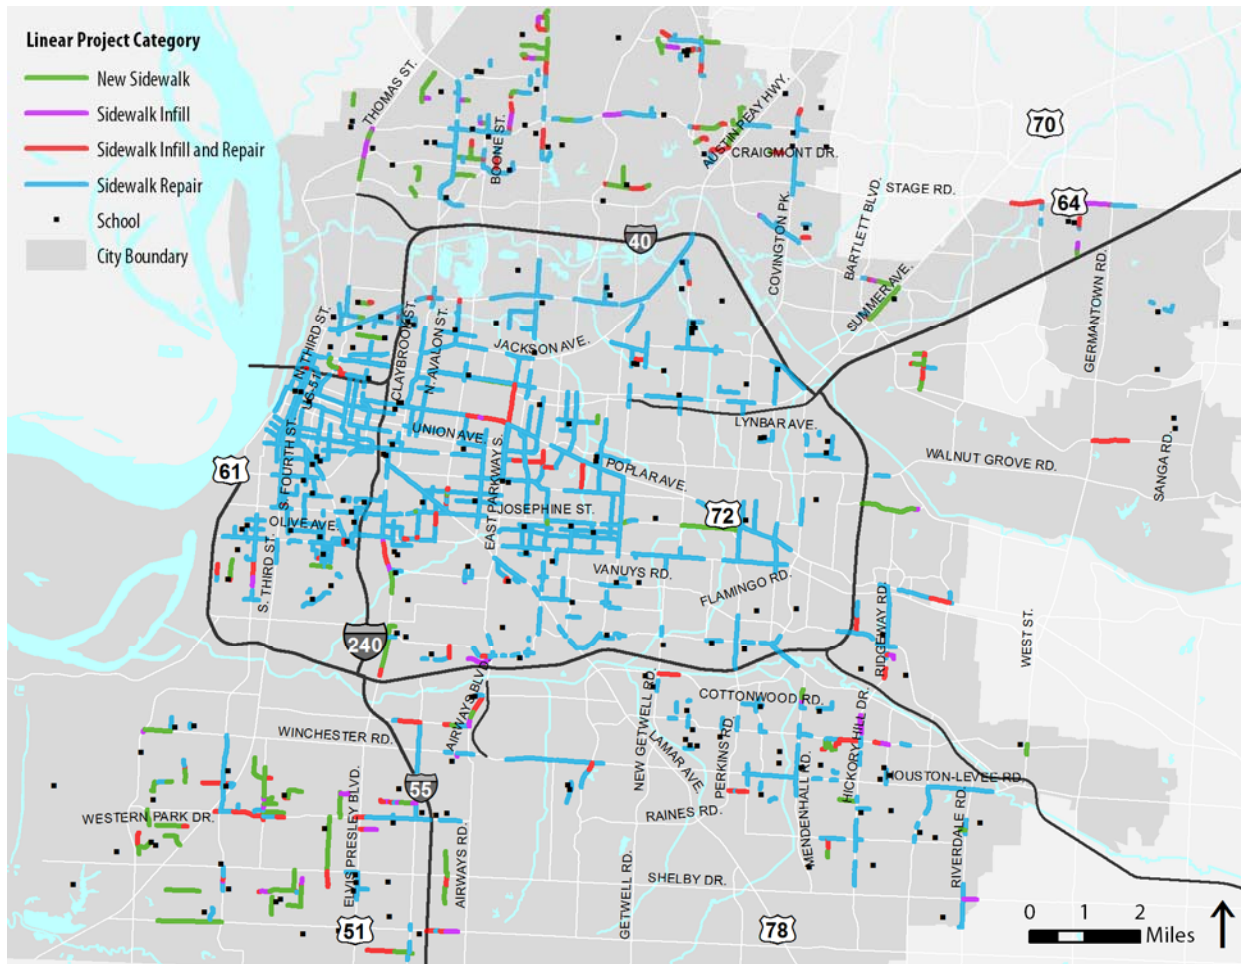 Linear Project Category
New Sidewalk
Sidewalk Infill
Sidewalk Infill and Repair
Sidewalk Repair
School
City Boundary
THOMAS ST.
BOONE ST.
AUSTIN PEAY HWY.
CRAIGMONT DR.
70
STAGE RD.
64
COVINGTON PK.
BARTLETT BLVD.
SUMMER AVE.
GERMANTOWN RD.
40
N. THIRD ST.
US-51
CLAYBROOK ST.
N. AVALON ST.
JACKSON AVE.
UNION AVE.
LYNBAR AVE.
61
S. FOURTH ST.
EAST PARKWAY S.
POPLAR AVE.
WALNUT GROVE RD.
SANGA RD.
OLIVE AVE.
JOSEPHINE ST.
72
S. THIRD ST.
VANUYS RD.
FLAMINGO RD.
240
RIDGEWAY RD.
WEST ST.
AIRWAYS BLVD.
NEW GETWELL RD.
COTTONWOOD RD.
WINCHESTER RD.
LAMAR AVE.
PERKINS RD.
HICKORY HILL DR.
55
MENDENHALL RD.
HOUSTON-LEVEE RD.
WESTERN PARK DR.
ELVIS PRESLEY BLVD.
RAINES RD.
AIRWAYS RD.
RIVERDALE RD.
GETWELL RD.
SHELBY DR.
51
78
0 1 2
Miles